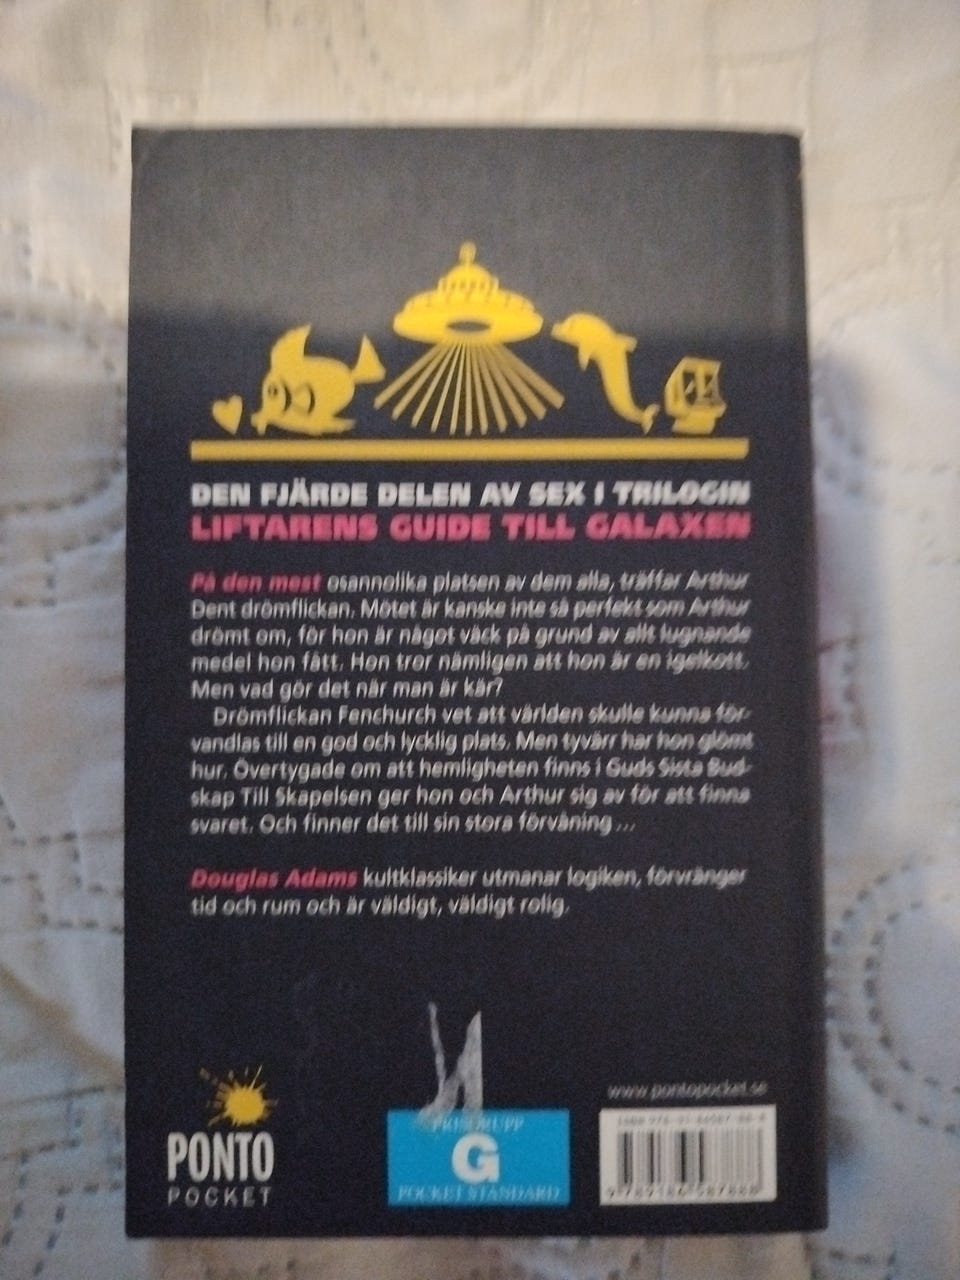 DEN FJÄRDE DELEN AV SEX I TRILOGIN
LIFTARENS GUIDE TILL GALAXEN
På den mest osannolika platsen av dem alla, träffar Arthur
Dent drömflickan. Mötet är kanske inte så perfekt som Arthur
drömt om, för hon är något väck på grund av allt lugnande
medel hon fått. Hon tror nämligen att hon är en igelkott.
Men vad gör det när man är kär?
Drömflickan Fenchurch vet att världen skulle kunna för-
vandlas till en god och lycklig plats. Men tyvärr har hon glömt
hur. Övertygade om att hemligheten finns i Guds Sista Bud-
skap Till Skapelsen ger hon och Arthur sig av för att finna
svaret. Och finner det till sin stora förvåning ...
Douglas Adams kultklassiker utmanar logiken, förvränger
tid och rum och är väldigt, väldigt rolig.
www.pontopocket.se
PONTO
POCKET
PRISGRUPP
G
POCKET STANDARD